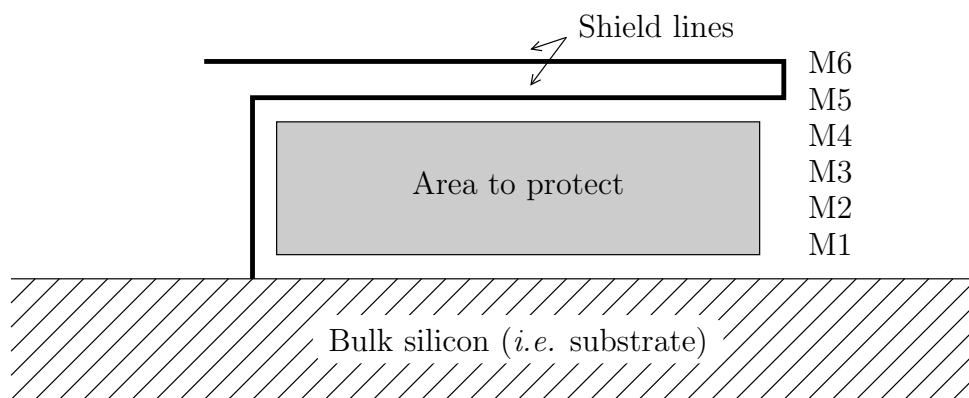 Shield lines
M6
M5
M4
Area to protect
M3
M2
M1
Bulk silicon (i.e. substrate)